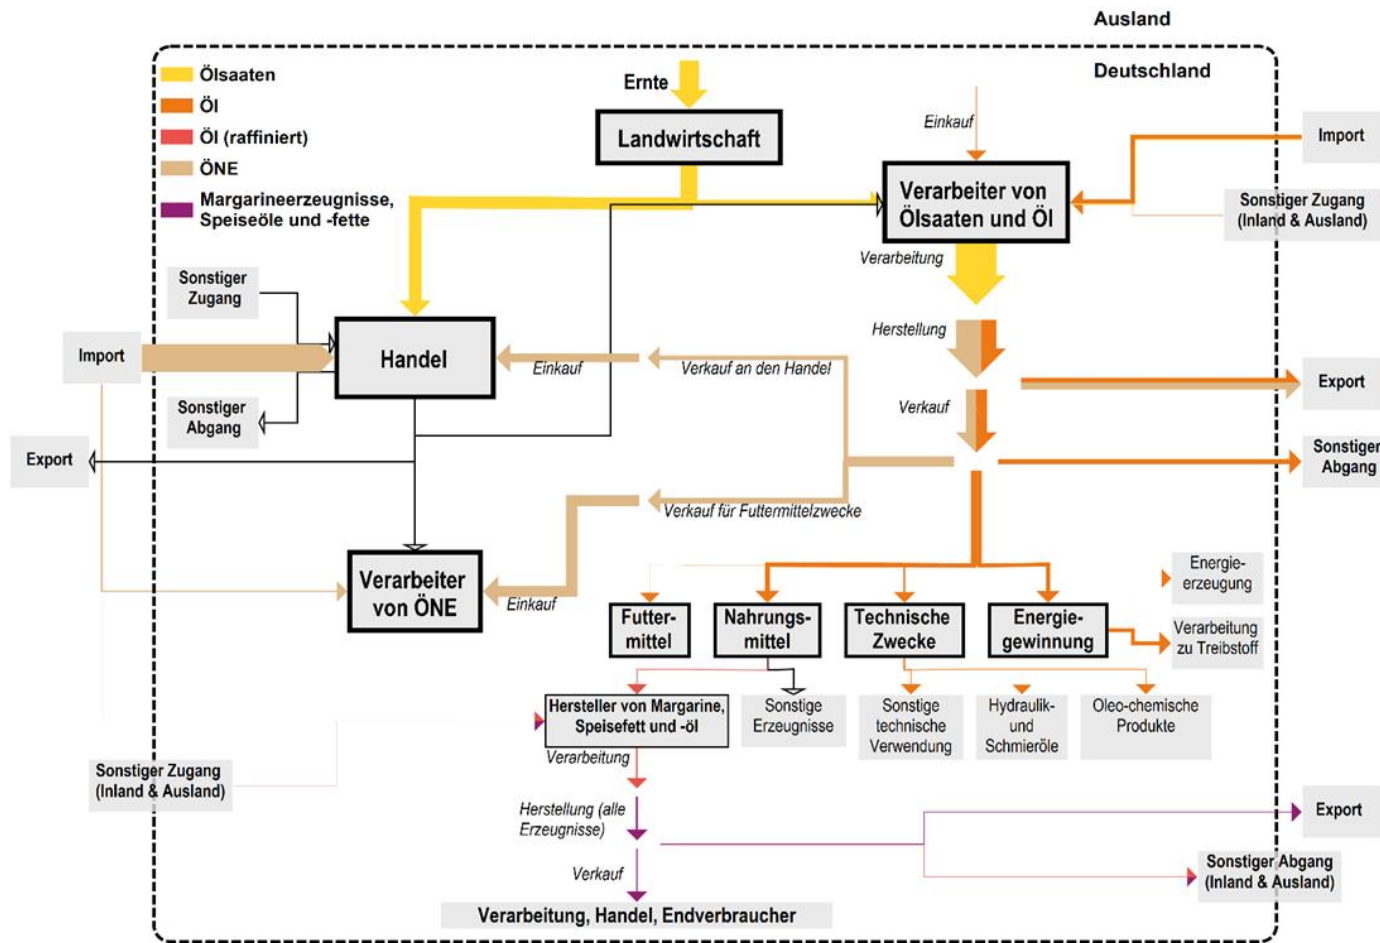 Ausland
Deutschland
Ölsaaten
Öl
Öl (raffiniert)
ÖNE
Margarineerzeugnisse,
Speiseöle und -fette
Ernte
Landwirtschaft
Einkauf
Import
Verarbeiter von
Ölsaaten und Öl
Sonstiger Zugang
(Inland & Ausland)
Verarbeitung
Sonstiger
Zugang
Herstellung
Import
Handel
Einkauf
Verkauf an den Handel
Export
Sonstiger
Abgang
Verkauf
Export
Sonstiger
Abgang
Verkauf für Futtermittelzwecke
Verarbeiter
von ÖNE
Einkauf
Energie-
erzeugung
Futter-
mittel
Nahrungs-
mittel
Technische
Zwecke
Energie-
gewinnung
Verarbeitung
zu Treibstoff
Hersteller von Margarine,
Speisefett und -öl
Sonstige
Erzeugnisse
Sonstige
technische
Verwendung
Hydraulik-
und
Schmieröle
Oleo-chemische
Produkte
Verarbeitung
Sonstiger Zugang
(Inland & Ausland)
Herstellung (alle
Erzeugnisse)
Export
Verkauf
Sonstiger Abgang
(Inland & Ausland)
Verarbeitung, Handel, Endverbraucher